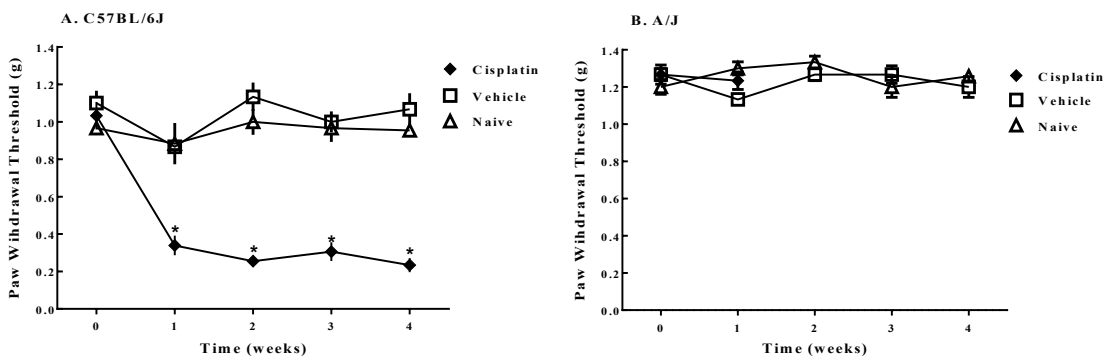 A. C57BL/6J
Paw Wihdrawal Threshold (g)
1.4
1.2
1.0
0.8
0.6
0.4
0.2
0.0
* * * *
0 1 2 3 4
Time (weeks)
Cisplatin
Vehicle
Naive
B. A/J
Paw Wihdrawal Threshold (g)
1.4
1.2
1.0
0.8
0.6
0.4
0.2
0.0
0 1 2 3 4
Time (weeks)
Cisplatin
Vehicle
Naive